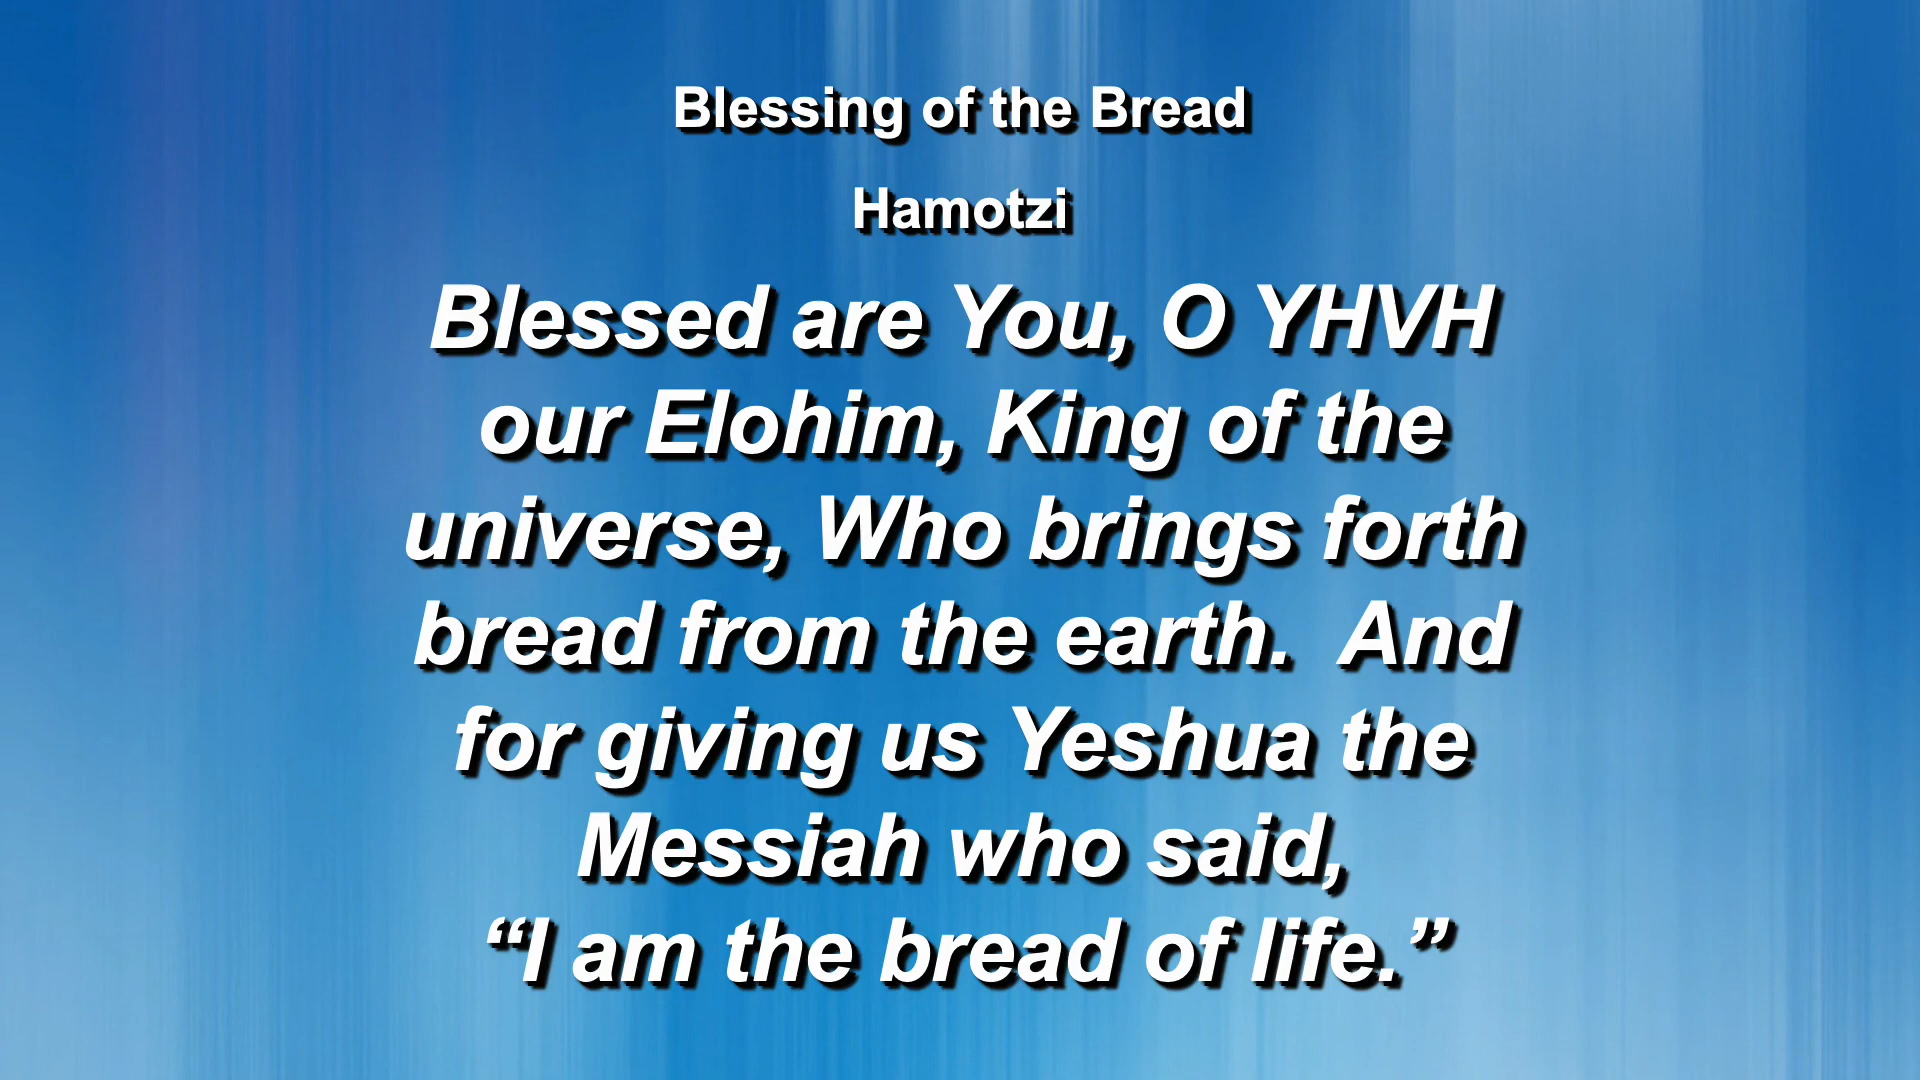 Blessing of the Bread
Hamotzi
Blessed are You, O YHVH
our Elohim, King of the
universe, Who brings forth
bread from the earth.  And
for giving us Yeshua the
Messiah who said,
“I am the bread of life.”